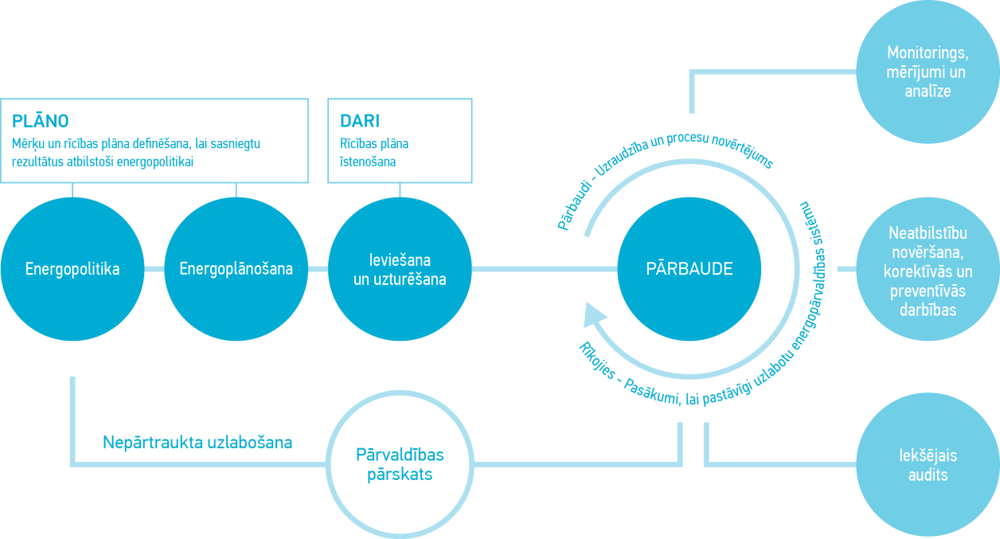 PLĀNO
Mērķu un rīcības plāna definēšana, lai sasniegtu
rezultātus atbilstoši energopolitikai
DARI
Rīcības plāna
īstenošana
Energopolitika
Energoplānošana
Ieviešana
un uzturēšana
Pārbaudi - Uzraudzība un procesu novērtējums
PĀRBAUDE
Rīkojies - Pasākumi, lai pastāvīgi uzlabotu energopārvaldības sistēmu
Monitorings,
mērījumi un
analīze
Neatbilstību
novēršana,
korektīvās un
preventīvās
darbības
Nepārtraukta uzlabošana
Pārvaldības
pārskats
Iekšējais
audits